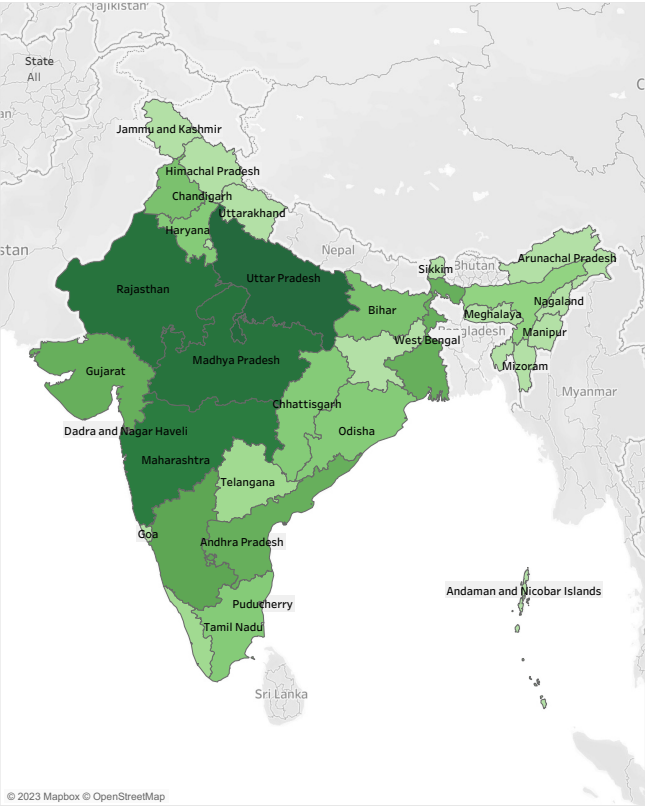 Tajikistan
State
All
Jammu and Kashmir
Himachal Pradesh
Chandigarh
Uttarakhand
Haryana
stan
Nepal
Sikkim
Bhutan
Arunachal Pradesh
Rajasthan
Uttar Pradesh
Bihar
Nagaland
Meghalaya
Manipur
Bangladesh
West Bengal
Madhya Pradesh
Mizoram
Gujarat
Myanmar
Chhattisgarh
Dadra and Nagar Haveli
Odisha
Maharashtra
Telangana
Goa
Andhra Pradesh
Andaman and Nicobar Islands
Puducherry
Tamil Nadu
Sri Lanka
© 2023 Mapbox © OpenStreetMap